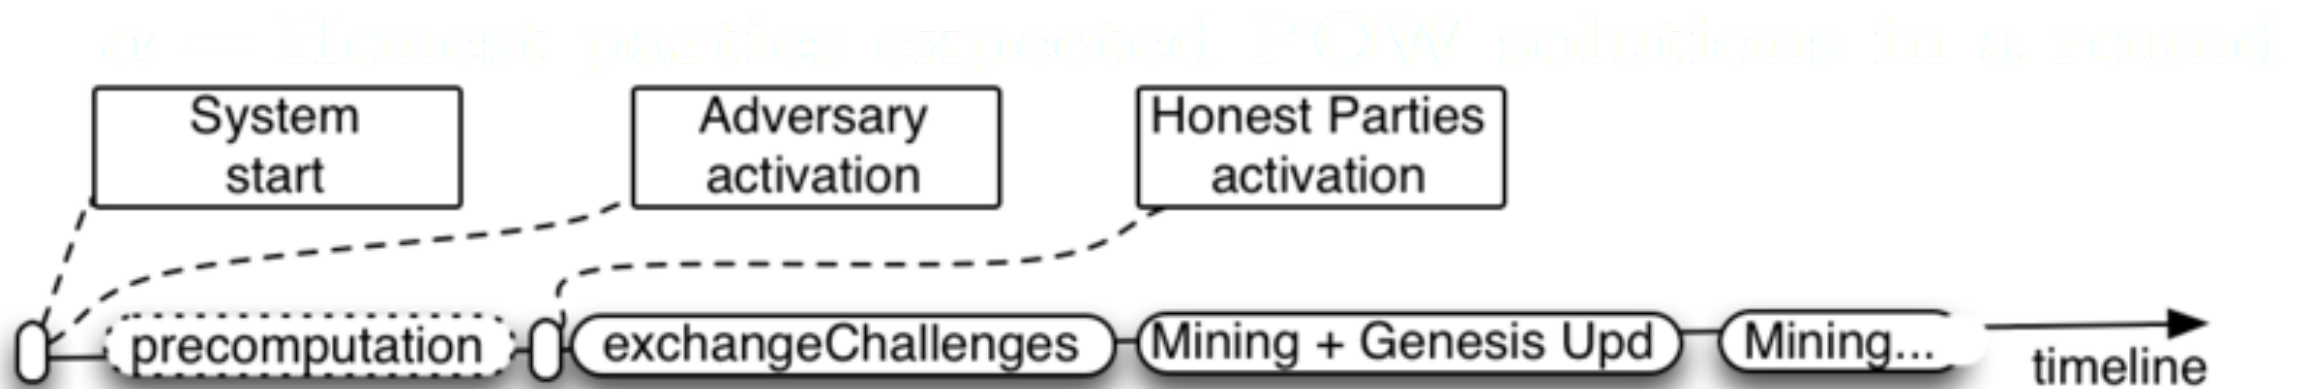 System
start
Adversary
activation
Honest Parties
activation
precomputation
exchangeChallenges
Mining + Genesis Upd
Mining...
timeline